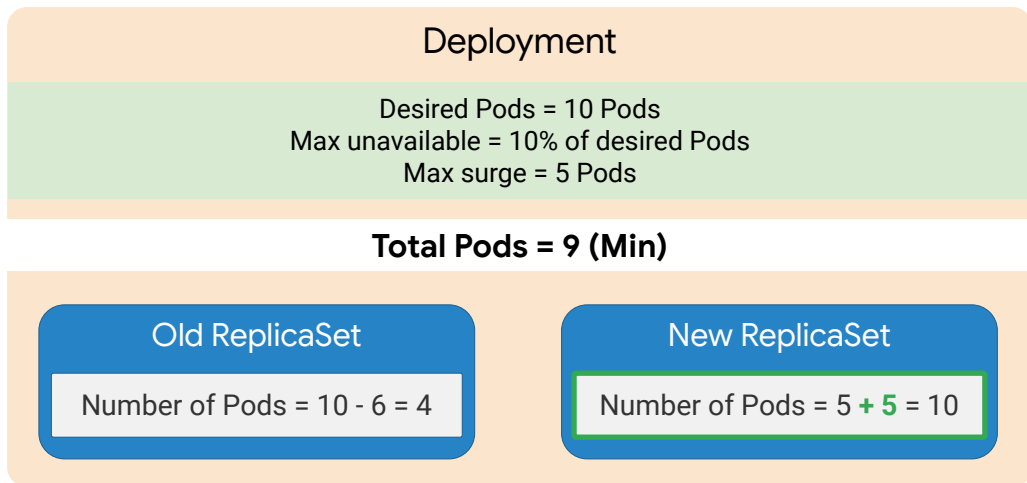 Deployment
Desired Pods = 10 Pods
Max unavailable = 10% of desired Pods
Max surge = 5 Pods
Total Pods = 9 (Min)
Old ReplicaSet
Number of Pods = 10 - 6 = 4
New ReplicaSet
Number of Pods = 5 + 5 = 10